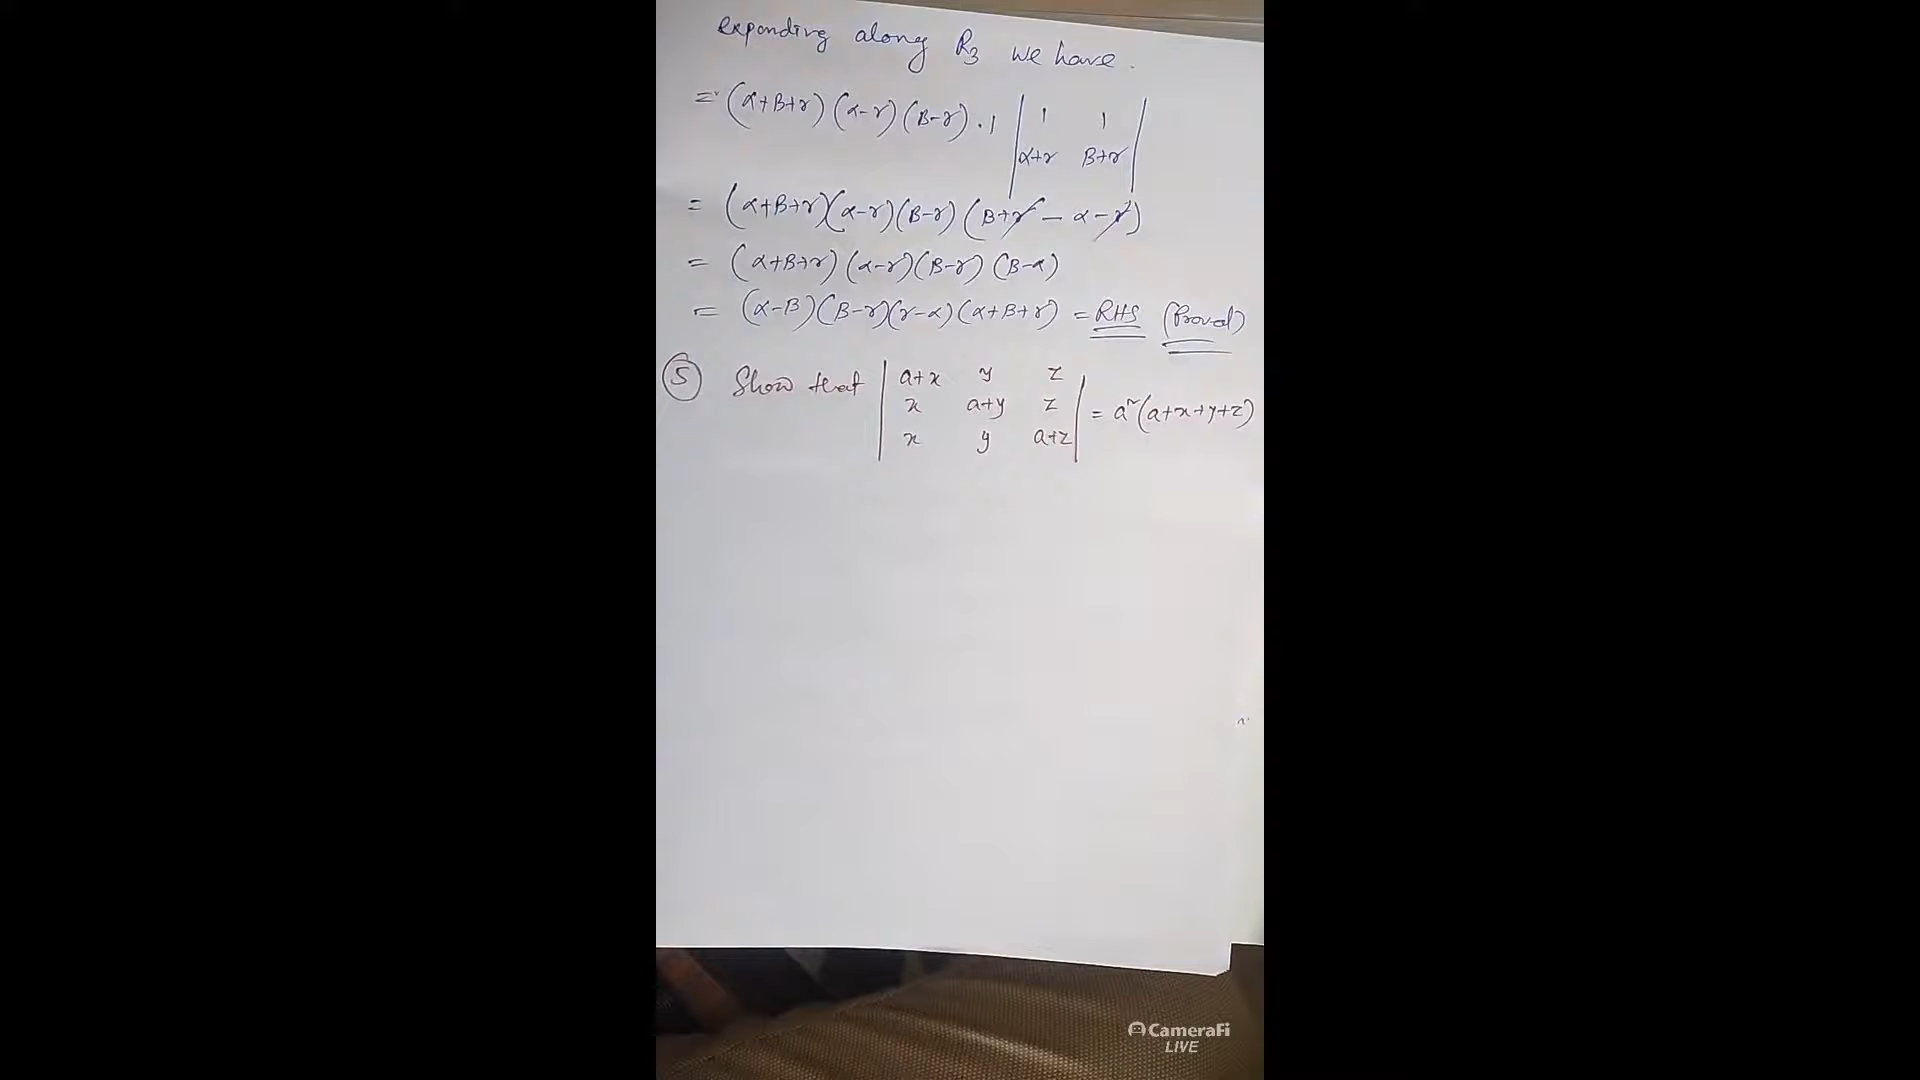 expanding along R₃ we have.
= (α+β+γ) (α-γ) (β-γ) . 1 | 1 1 |
| α+γ β+γ |
= (α+β+γ)(α-γ)(β-γ) (β+γ - α-γ)
= (α+β+γ) (α-γ)(β-γ) (β-α)
= (α-β)(β-γ)(γ-α)(α+β+γ) = RHS (Proved)
⑤ Show that | a+x y z |
| x a+y z | = a²(a+x+y+z)
| x y a+z |
CameraFi
LIVE